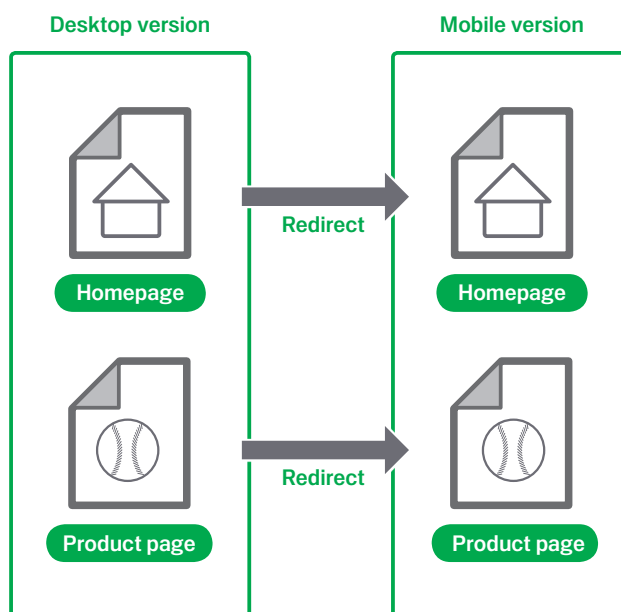 Desktop version
Mobile version
Redirect
Homepage
Homepage
Redirect
Product page
Product page